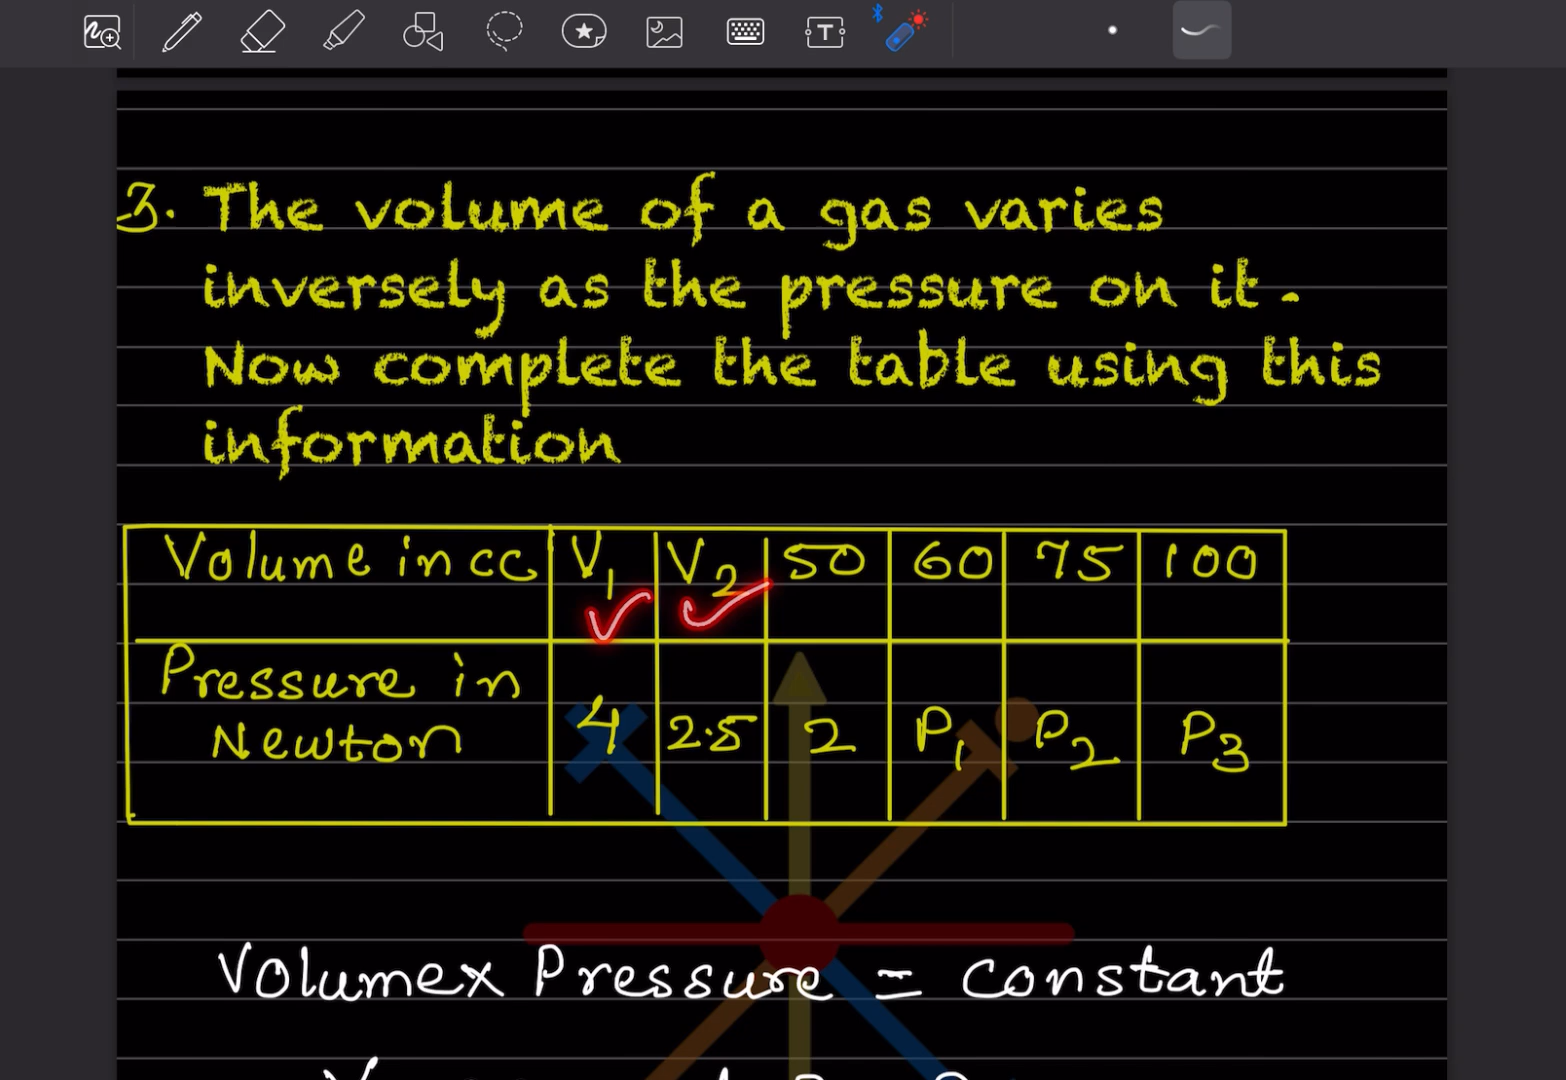 3. The volume of a gas varies
inversely as the pressure on it.
Now complete the table using this
information
Volume in cc V1 V2 50 60 75 100
Pressure in
Newton 4 2.5 2 P1 P2 P3
Volume x Pressure = constant